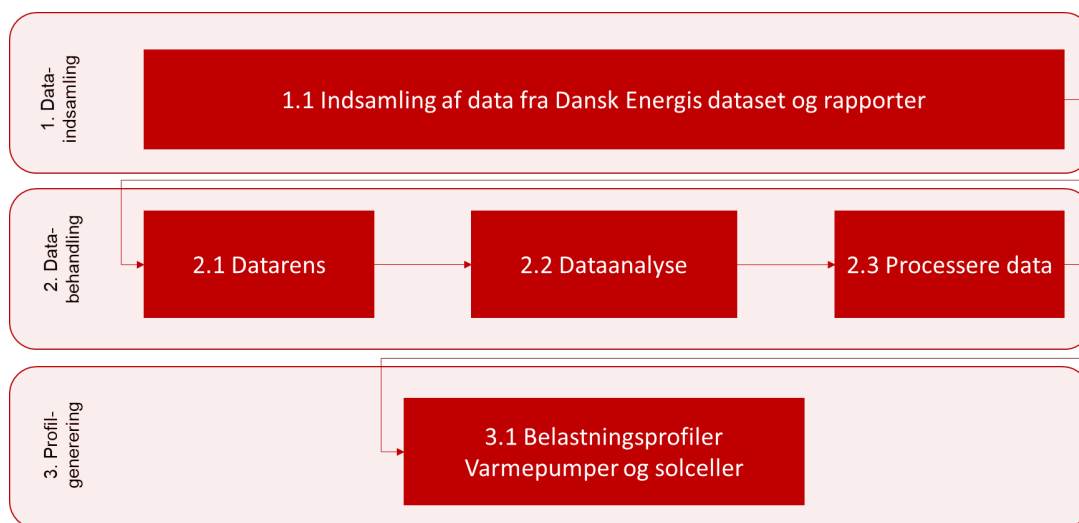 1. Data-
indsamling
1.1 Indsamling af data fra Dansk Energis dataset og rapporter
2. Data-
behandling
2.1 Datarens
2.2 Dataanalyse
2.3 Processere data
3. Profil-
generering
3.1 Belastningsprofiler
Varmepumper og solceller